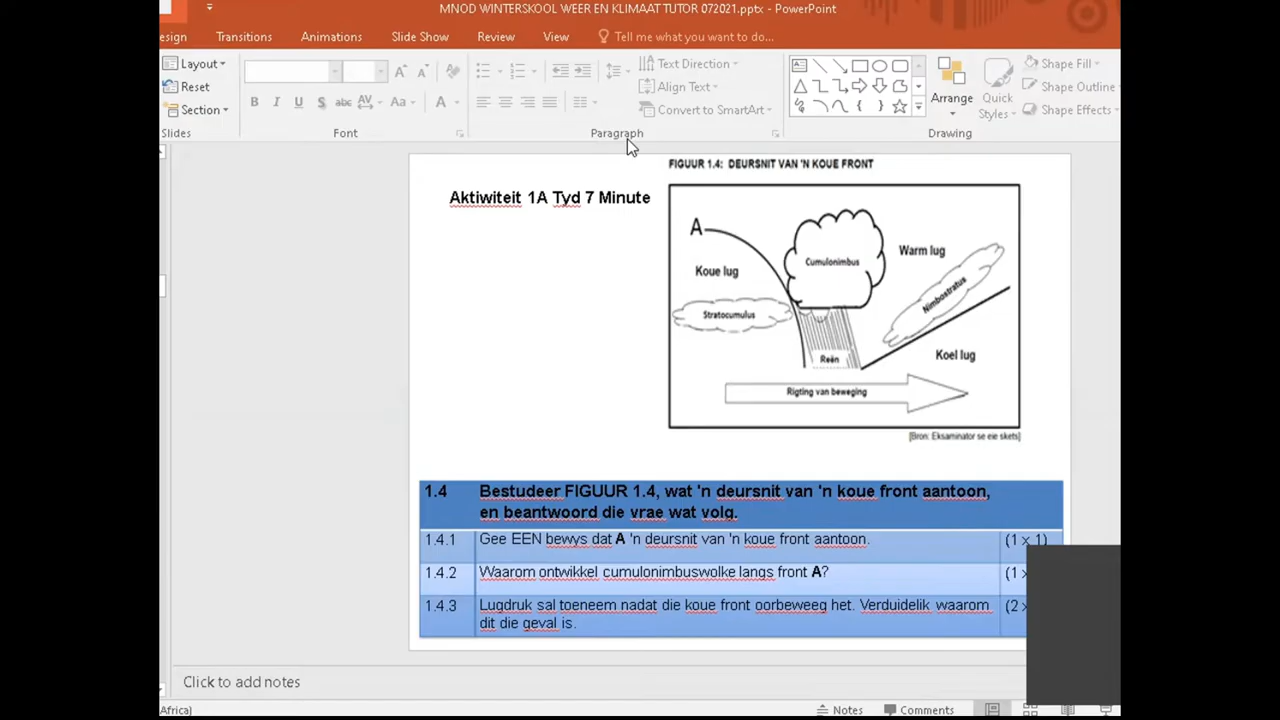 MNOD WINTERSKOOL WEER EN KLIMAAT TUTOR 072021.pptx - PowerPoint
esign Transitions Animations Slide Show Review View Tell me what you want to do...
Layout Text Direction Shape Fill
Reset Align Text Shape Outline
Section B I U S abc AV Aa A Convert to SmartArt Arrange Quick Styles Shape Effects
Slides Font Paragraph Drawing
FIGUUR 1.4: DEURSNIT VAN 'N KOUE FRONT
Aktiwiteit 1A Tyd 7 Minute
A
Cumulonimbus
Warm lug
Koue lug
Nimbostratus
Stratocumulus
Reën
Koel lug
Rigting van beweging
[Bron: Eksaminator se eie skets]
1.4 Bestudeer FIGUUR 1.4, wat 'n deursnit van 'n koue front aantoon,
en beantwoord die vrae wat volg.
1.4.1 Gee EEN bewys dat A 'n deursnit van 'n koue front aantoon. (1 x 1)
1.4.2 Waarom ontwikkel cumulonimbuswolke langs front A? (1 x
1.4.3 Lugdruk sal toeneem nadat die koue front oorbeweeg het. Verduidelik waarom (2 x
dit die geval is.
Click to add notes
Africa) Notes Comments